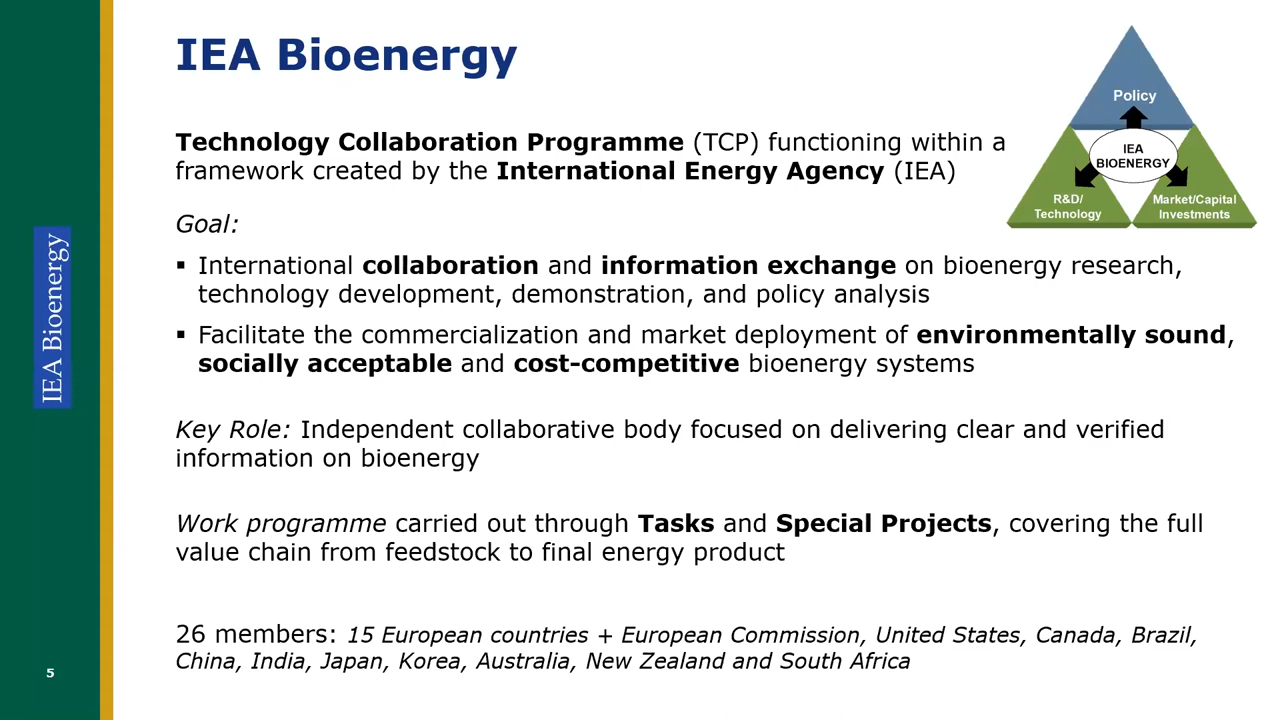 IEA Bioenergy
Technology Collaboration Programme (TCP) functioning within a
framework created by the International Energy Agency (IEA)
Policy
IEA
BIOENERGY
R&D/
Technology
Market/Capital
Investments
Goal:
▪ International collaboration and information exchange on bioenergy research,
technology development, demonstration, and policy analysis
▪ Facilitate the commercialization and market deployment of environmentally sound,
socially acceptable and cost-competitive bioenergy systems
Key Role: Independent collaborative body focused on delivering clear and verified
information on bioenergy
Work programme carried out through Tasks and Special Projects, covering the full
value chain from feedstock to final energy product
26 members: 15 European countries + European Commission, United States, Canada, Brazil,
China, India, Japan, Korea, Australia, New Zealand and South Africa
IEA Bioenergy
5